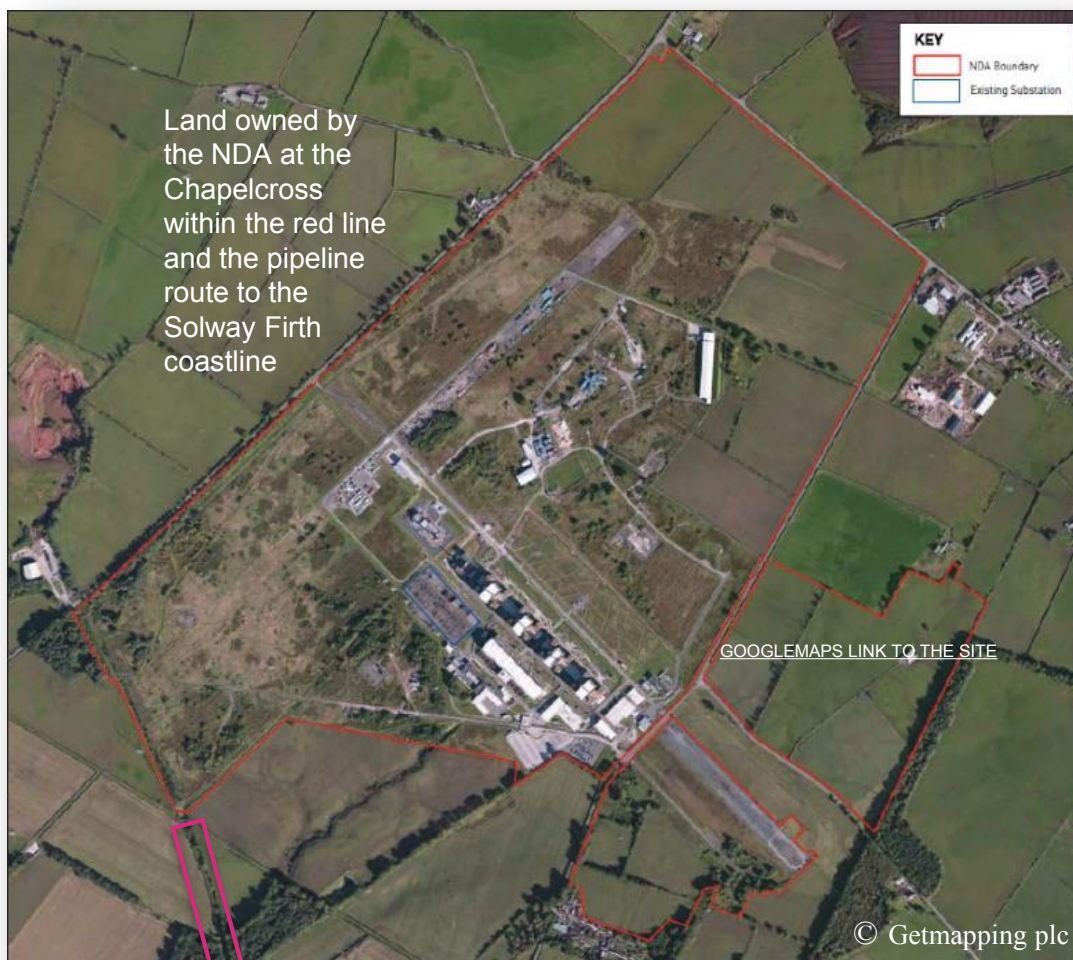 KEY
NDA Boundary
Existing Substation
Land owned by
the NDA at the
Chapelcross
within the red line
and the pipeline
route to the
Solway Firth
coastline
GOOGLEMAPS LINK TO THE SITE
© Getmapping plc